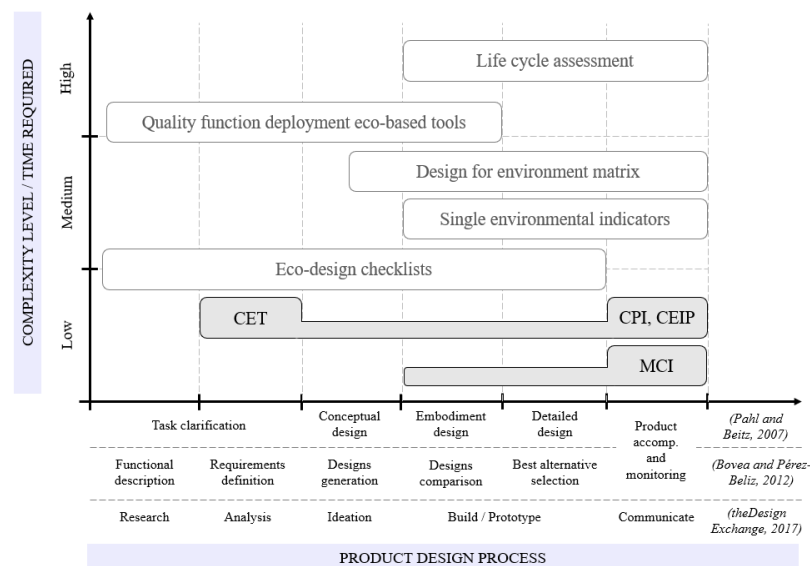 COMPLEXITY LEVEL / TIME REQUIRED
High
Medium
Low
Life cycle assessment
Quality function deployment eco-based tools
Design for environment matrix
Single environmental indicators
Eco-design checklists
CET
CPI, CEIP
MCI
Task clarification
Conceptual
design
Embodiment
design
Detailed
design
Product
accomp.
and
monitoring
(Pahl and
Beitz, 2007)
Functional
description
Requirements
definition
Designs
generation
Designs
comparison
Best alternative
selection
(Bovea and Pérez-
Beliz, 2012)
Research
Analysis
Ideation
Build / Prototype
Communicate
(theDesign
Exchange, 2017)
PRODUCT DESIGN PROCESS